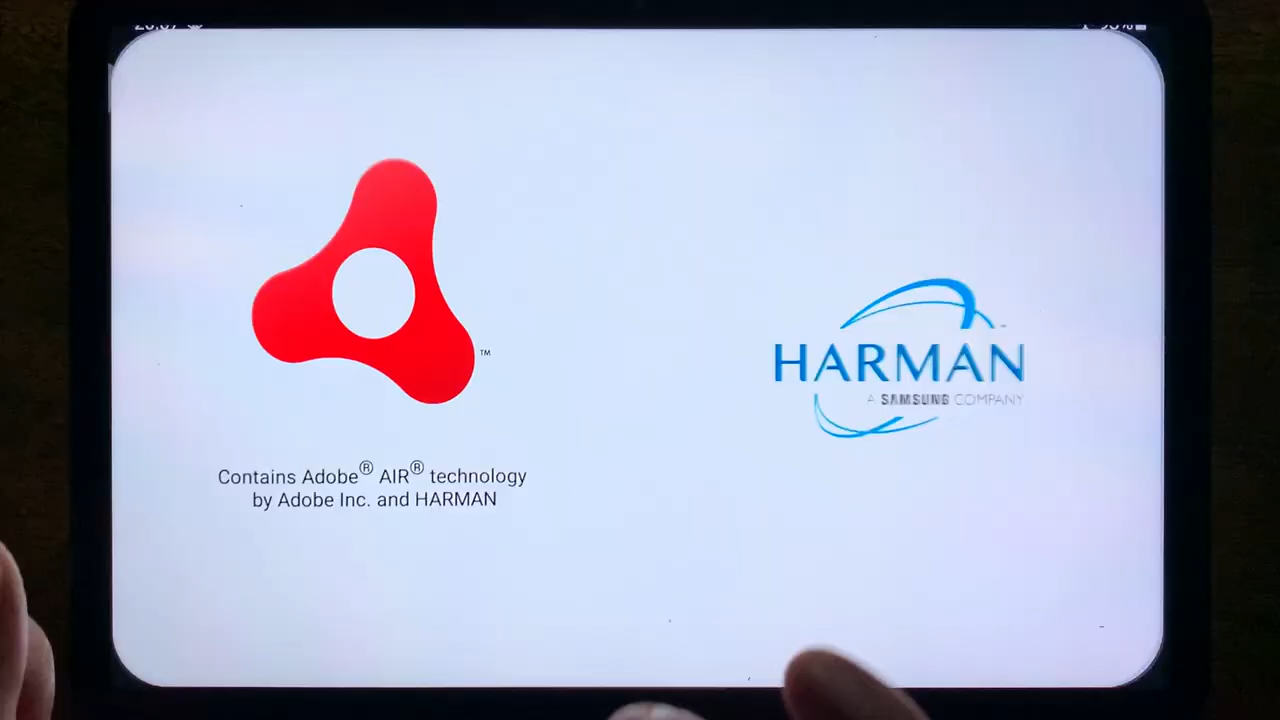 ™
Contains Adobe® AIR® technology
by Adobe Inc. and HARMAN
HARMAN
A SAMSUNG COMPANY